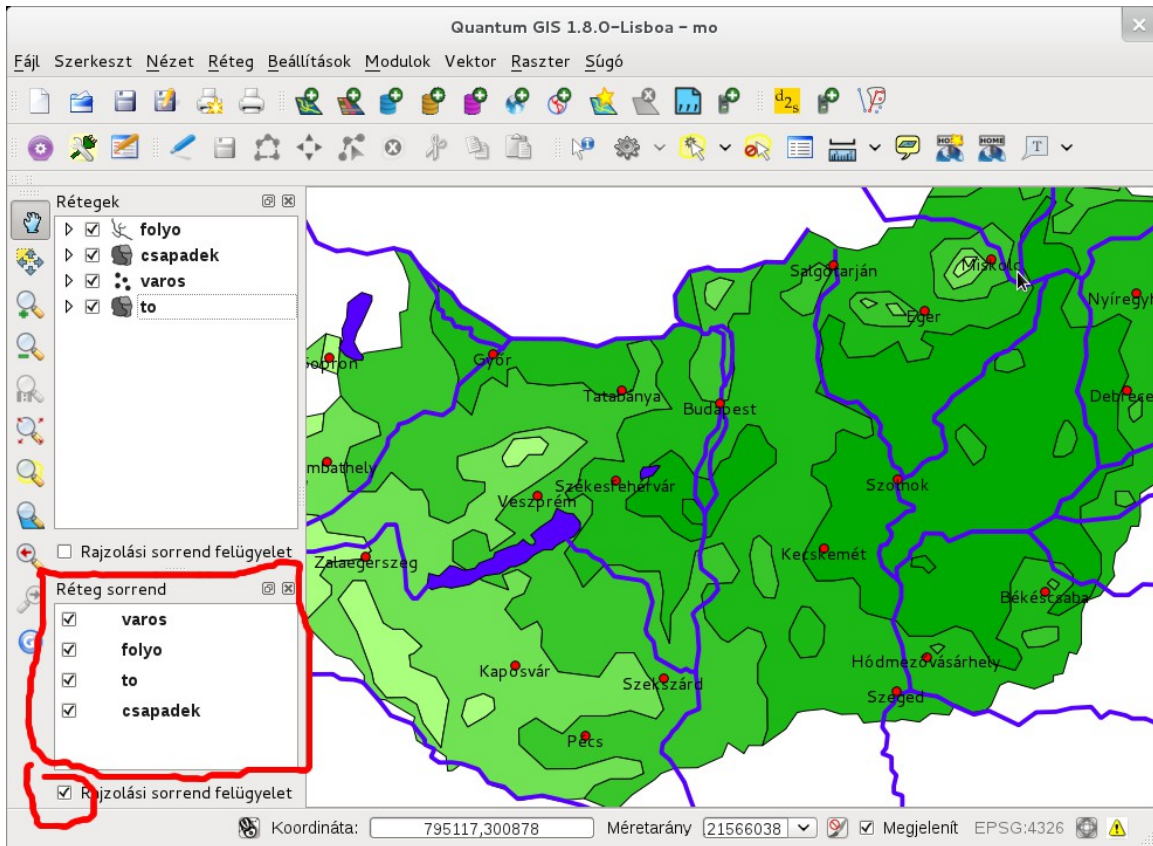 Quantum GIS 1.8.0-Lisboa - mo
Fájl Szerkeszt Nézet Réteg Beállítások Modulok Vektor Raszter Súgó
d2s
HOME
T
Rétegek
folyo
csapadek
varos
to
Rajzolási sorrend felügyelet
Réteg sorrend
varos
folyo
to
csapadek
Rajzolási sorrend felügyelet
Salgótarján
Miskolc
Nyíregyh
Eger
Sopron
Győr
Tatabánya
Budapest
Debrece
mbathely
Székesfehérvár
Veszprém
Szolnok
Zalaegerszeg
Kecskemét
Békéscsaba
Kaposvár
Szekszárd
Hódmezővásárhely
Szeged
Pécs
Koordináta: 795117,300878 Méretarány 21566038 Megjelenít EPSG:4326